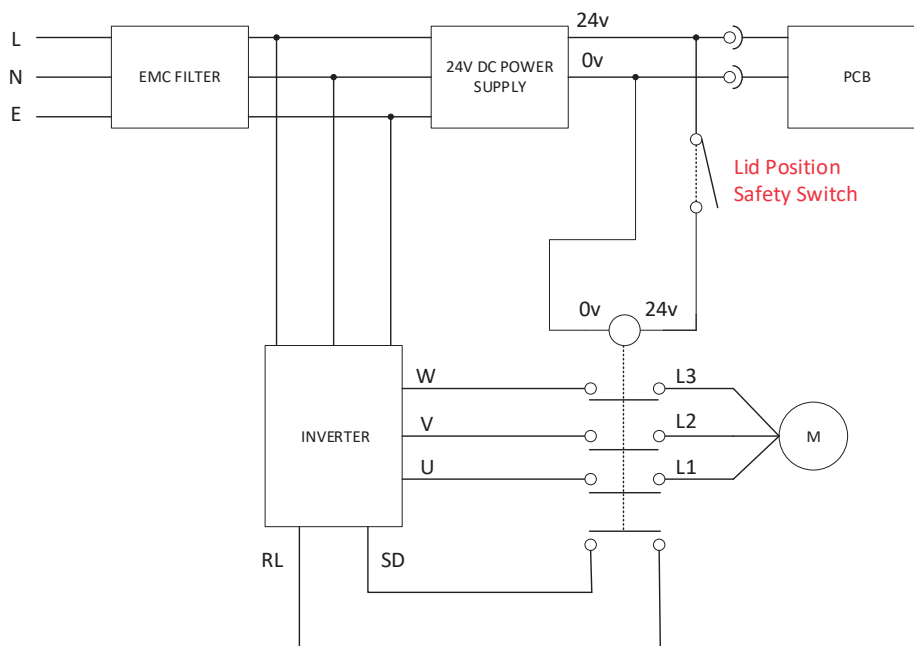 24v
L
EMC FILTER
24V DC POWER
SUPPLY
PCB
N
0v
E
Lid Position
Safety Switch
0v
24v
INVERTER
W
L3
V
L2
M
U
L1
RL
SD